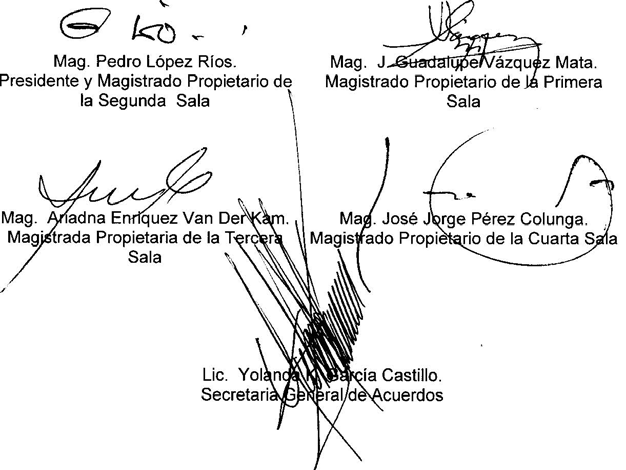 Mag. Pedro López Ríos.
Presidente y Magistrado Propietario de
la Segunda Sala
Mag. J. Guadalupe Vázquez Mata.
Magistrado Propietario de la Primera
Sala
Mag. Ariadna Enríquez Van Der Kam.
Magistrada Propietaria de la Tercera
Sala
Mag. José Jorge Pérez Colunga.
Magistrado Propietario de la Cuarta Sala
Lic. Yolanda K. García Castillo.
Secretaria General de Acuerdos